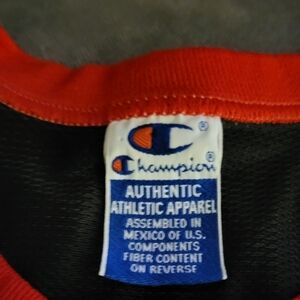 ®
Champion®
AUTHENTIC
ATHLETIC APPAREL
ASSEMBLED IN
MEXICO OF U.S.
COMPONENTS
FIBER CONTENT
ON REVERSE